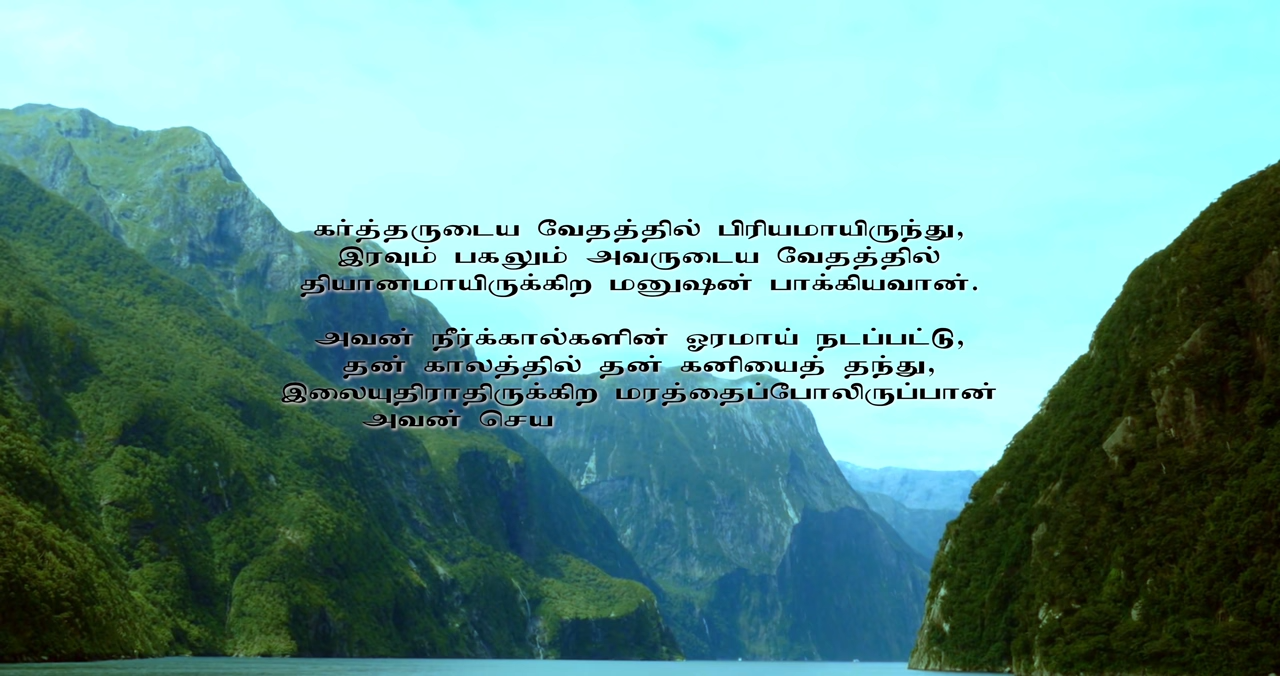 கர்த்தருடைய வேதத்தில் பிரியமாயிருந்து,
இரவும் பகலும் அவருடைய வேதத்தில்
தியானமாயிருக்கிற மனுஷன் பாக்கியவான்.
அவன் நீர்க்கால்களின் ஓரமாய் நடப்பட்டு,
தன் காலத்தில் தன் கனியைத் தந்து,
இலையுதிராதிருக்கிற மரத்தைப்போலிருப்பான்
அவன் செய